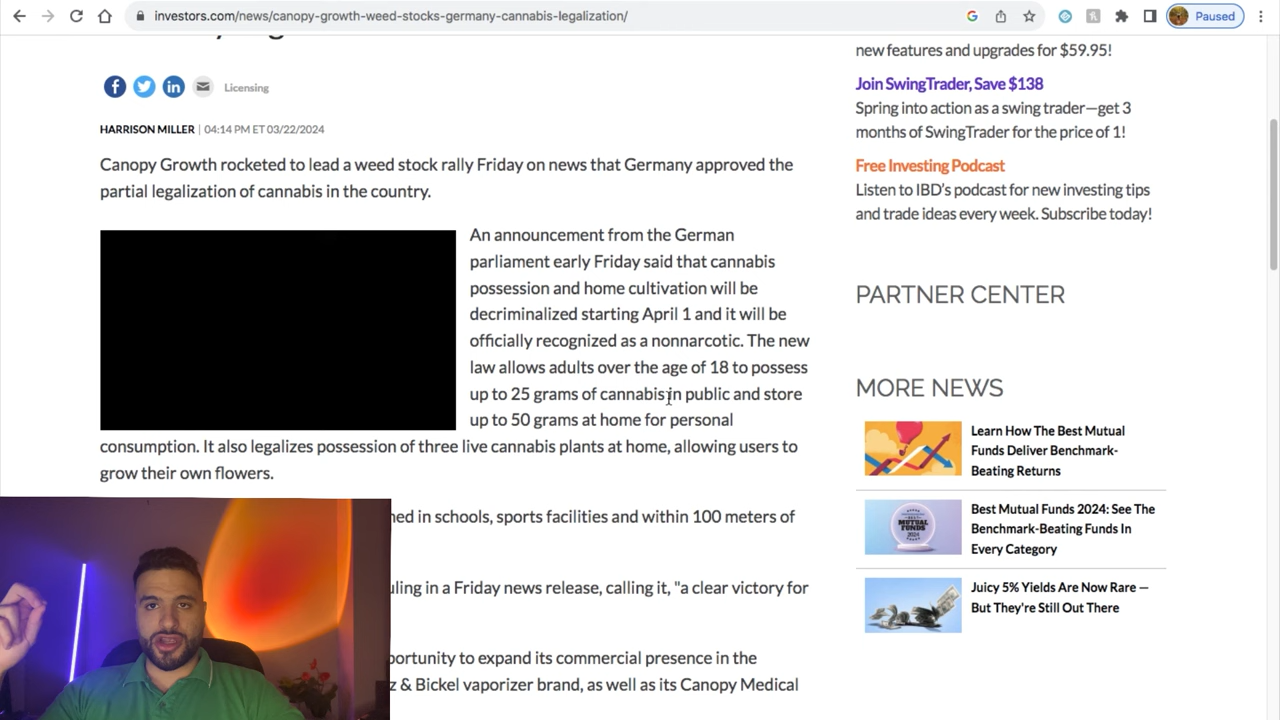 investors.com/news/canopy-growth-weed-stocks-germany-cannabis-legalization/
Paused
Licensing
HARRISON MILLER | 04:14 PM ET 03/22/2024
Canopy Growth rocketed to lead a weed stock rally Friday on news that Germany approved the
partial legalization of cannabis in the country.
An announcement from the German
parliament early Friday said that cannabis
possession and home cultivation will be
decriminalized starting April 1 and it will be
officially recognized as a nonnarcotic. The new
law allows adults over the age of 18 to possess
up to 25 grams of cannabis in public and store
up to 50 grams at home for personal
consumption. It also legalizes possession of three live cannabis plants at home, allowing users to
grow their own flowers.
in schools, sports facilities and within 100 meters of
in a Friday news release, calling it, "a clear victory for
to expand its commercial presence in the
& Bickel vaporizer brand, as well as its Canopy Medical
new features and upgrades for $59.95!
Join SwingTrader, Save $138
Spring into action as a swing trader—get 3
months of SwingTrader for the price of 1!
Free Investing Podcast
Listen to IBD's podcast for new investing tips
and trade ideas every week. Subscribe today!
PARTNER CENTER
MORE NEWS
Learn How The Best Mutual
Funds Deliver Benchmark-
Beating Returns
MUTUAL
FUNDS
2024
Best Mutual Funds 2024: See The
Benchmark-Beating Funds In
Every Category
Juicy 5% Yields Are Now Rare —
But They're Still Out There